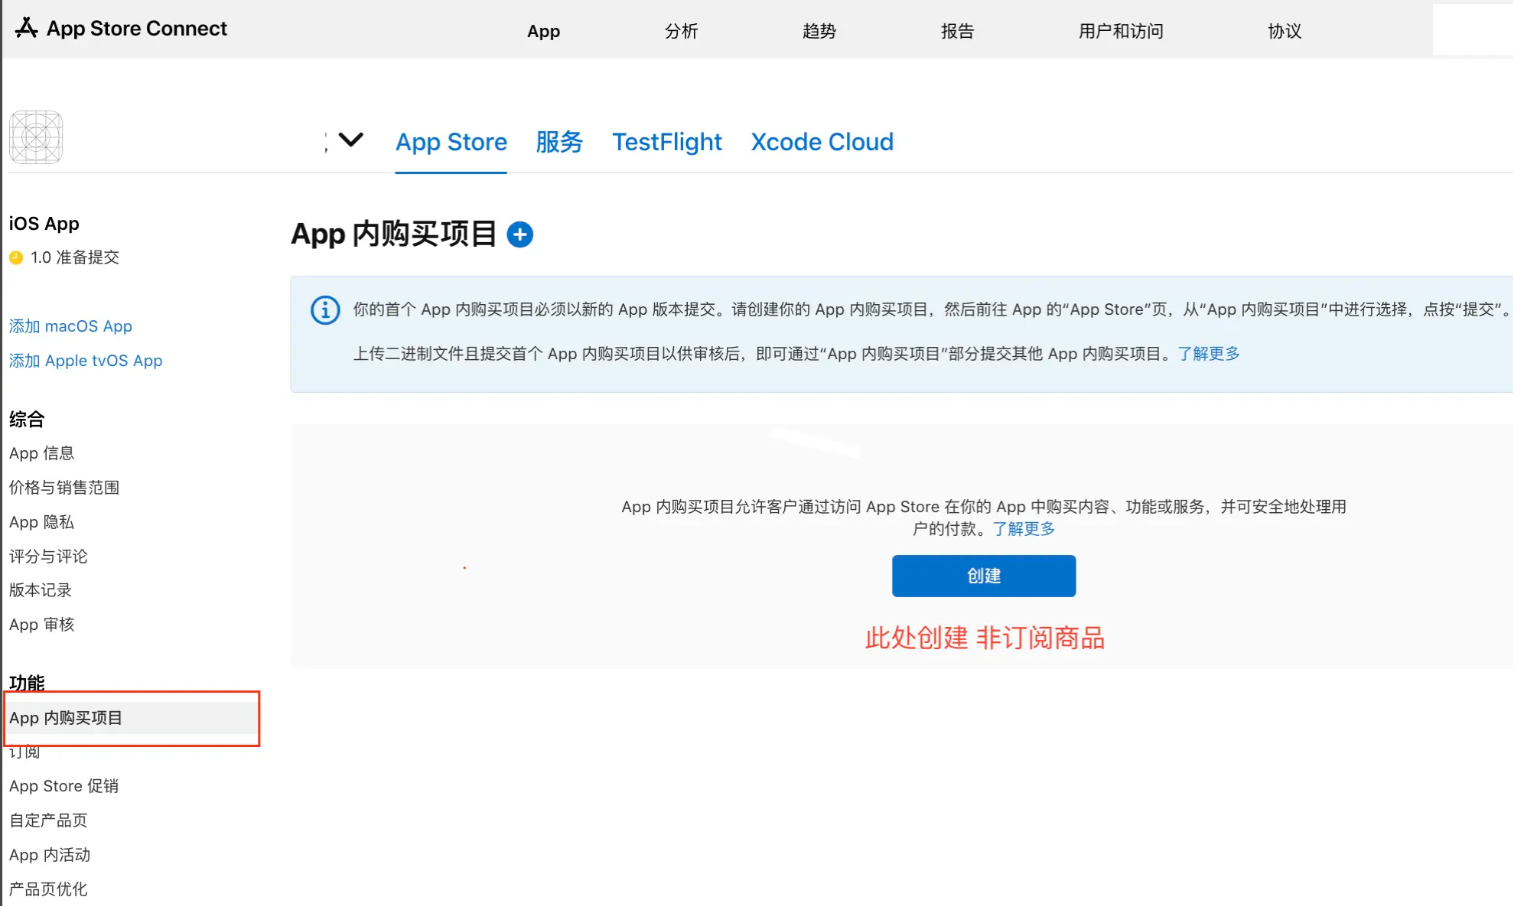 App Store Connect
App
分析
趋势
报告
用户和访问
协议
App Store
服务
TestFlight
Xcode Cloud
iOS App
1.0 准备提交
添加 macOS App
添加 Apple tvOS App
综合
App 信息
价格与销售范围
App 隐私
评分与评论
版本记录
App 审核
功能
App 内购买项目
订阅
App Store 促销
自定产品页
App 内活动
产品页优化
App 内购买项目
你的首个 App 内购买项目必须以新的 App 版本提交。请创建你的 App 内购买项目，然后前往 App 的“App Store”页，从“App 内购买项目”中进行选择，点按“提交”。
上传二进制文件且提交首个 App 内购买项目以供审核后，即可通过“App 内购买项目”部分提交其他 App 内购买项目。了解更多
App 内购买项目允许客户通过访问 App Store 在你的 App 中购买内容、功能或服务，并可安全地处理用
户的付款。了解更多
创建
此处创建 非订阅商品